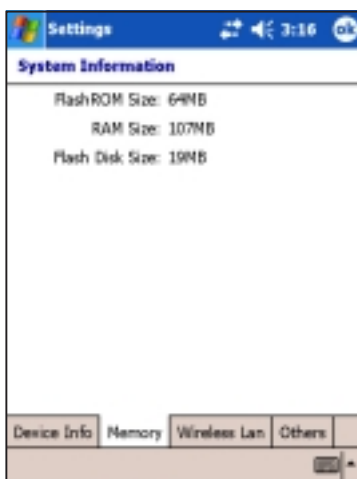 Settings 3:16 ok
System Information
FlashROM Size: 64MB
RAM Size: 107MB
Flash Disk Size: 19MB
Device Info Memory Wireless Lan Others